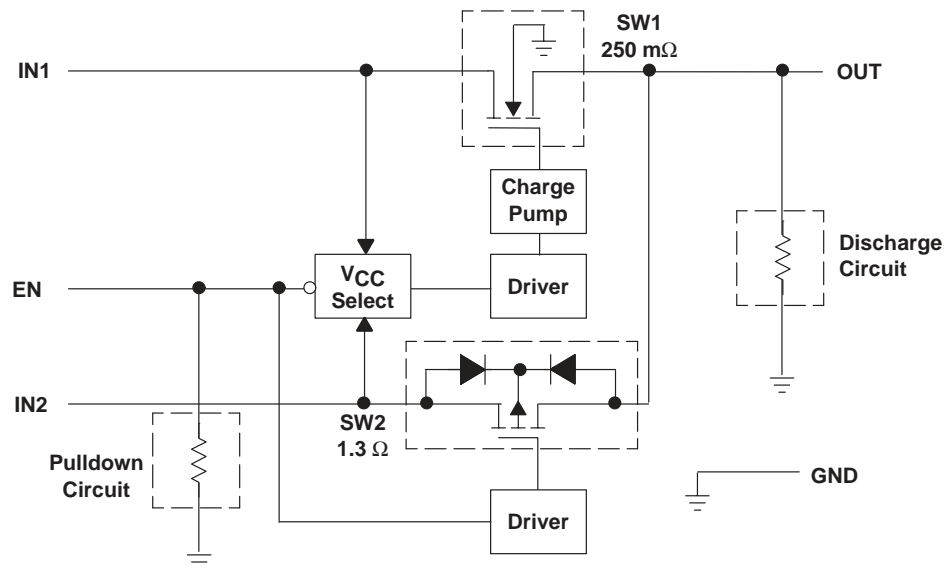 SW1
250 mΩ
IN1
OUT
Charge
Pump
Discharge
Circuit
VCC
Select
Driver
EN
IN2
SW2
1.3 Ω
Pulldown
Circuit
GND
Driver